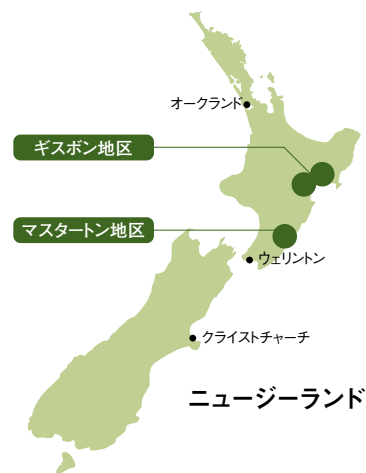 オークランド
ギスボン地区
マスタートン地区
ウェリントン
クライストチャーチ
ニュージーランド